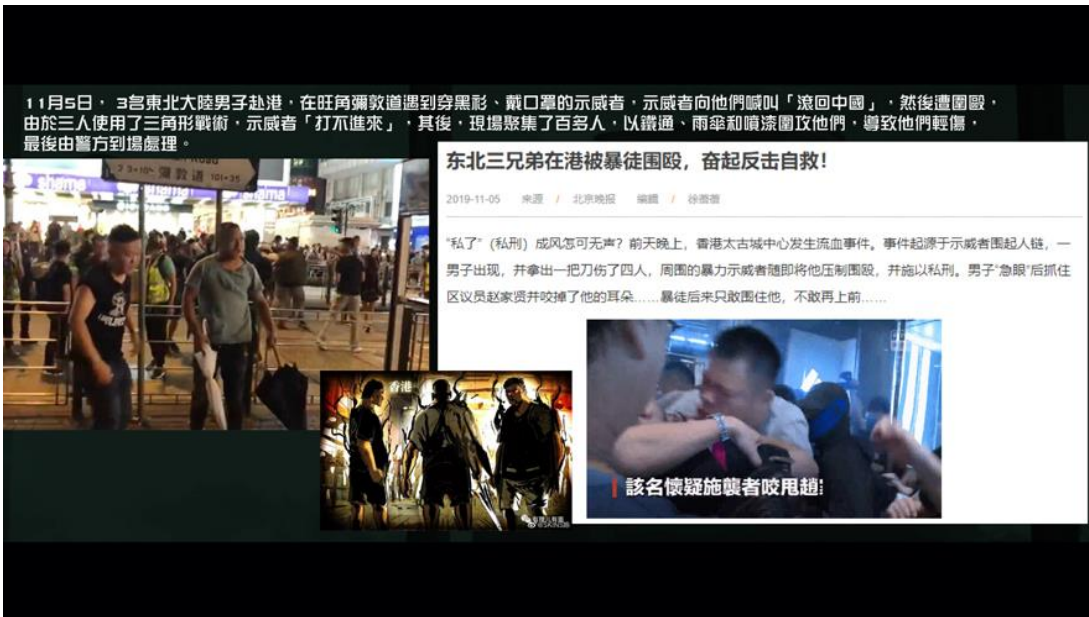 11月5日， 3名東北大陸男子赴港，在旺角彌敦道遇到穿黑衫、戴口罩的示威者，示威者向他們喊叫「滾回中國」，然後遭圍毆，
由於三人使用了三角形戰術，示威者「打不進來」，其後，現場聚集了百多人，以鐵通、雨傘和噴漆圍攻他們，導致他們輕傷，
最後由警方到場處理。
Road
彌敦道 101-35
shama
shama
东北三兄弟在港被暴徒围殴，奋起反击自救！
2019-11-05 来源 / 北京晚报 编辑 / 徐蕾蕾
“私了”（私刑）成风怎可无声？前天晚上，香港太古城中心发生流血事件。事件起源于示威者围起人链，一
男子出现，并拿出一把刀伤了四人，周围的暴力示威者随即将他压制围殴，并施以私刑。男子“急眼”后抓住
区议员赵家贤并咬掉了他的耳朵……暴徒后来只敢围住他，不敢再上前……
香港
該名懷疑施襲者咬甩趙